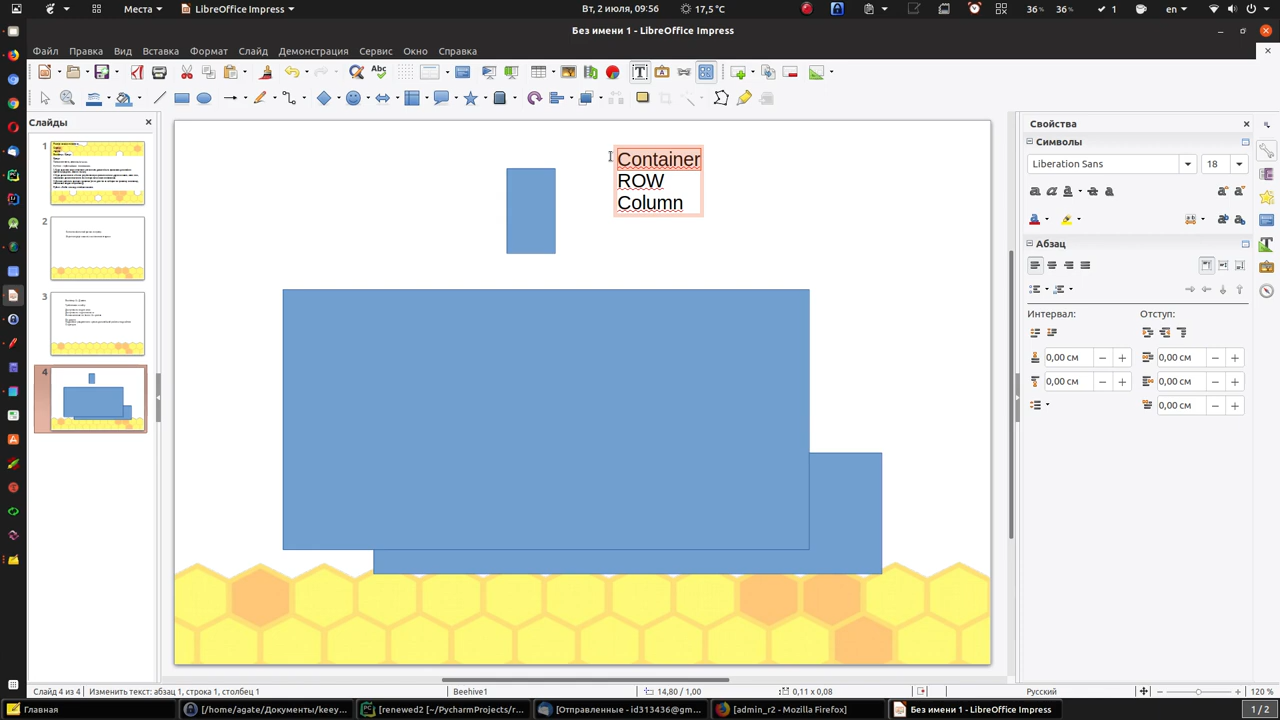 Места
LibreOffice Impress
Вт, 2 июля, 09:56
17,5°C
36%
36%
1
en
Без имени 1 - LibreOffice Impress
Файл Правка Вид Вставка Формат Слайд Демонстрация Сервис Окно Справка
Слайды
1
2
3
4
Container
ROW
Column
Свойства
Символы
Liberation Sans
18
Абзац
Интервал:
Отступ:
0,00 см
0,00 см
0,00 см
0,00 см
0,00 см
Слайд 4 из 4
Изменить текст: абзац 1, строка 1, столбец 1
Beehive1
14,80 / 1,00
0,11 x 0,08
Русский
120 %
Главная
[/home/agate/Документы/keey...
[renewed2 [~/PycharmProjects/r...
[Отправленные - id313436@gm...
[admin_r2 - Mozilla Firefox]
Без имени 1 - LibreOffice Impress
1 / 2